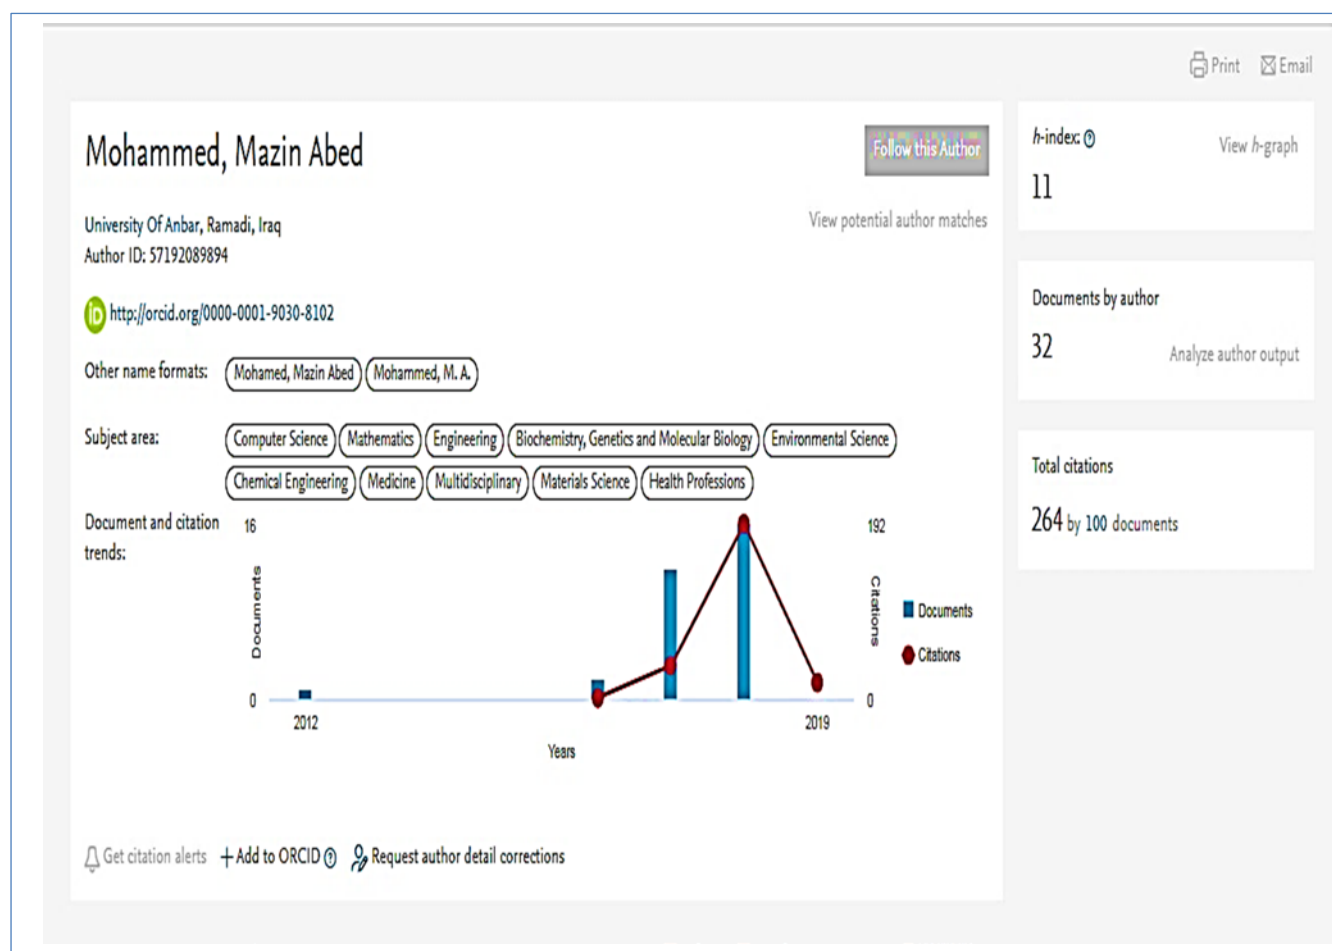 Print Email
Mohammed, Mazin Abed
Follow this Author
University Of Anbar, Ramadi, Iraq
View potential author matches
Author ID: 57192089894
iD http://orcid.org/0000-0001-9030-8102
Other name formats: Mohamed, Mazin Abed Mohammed, M. A.
Subject area: Computer Science Mathematics Engineering Biochemistry, Genetics and Molecular Biology Environmental Science
Chemical Engineering Medicine Multidisciplinary Materials Science Health Professions
Document and citation
trends:
16
192
Documents
Citations
Documents
Citations
0
0
2012
2019
Years
Get citation alerts +Add to ORCID Request author detail corrections
h-index:
View h-graph
11
Documents by author
32
Analyze author output
Total citations
264 by 100 documents